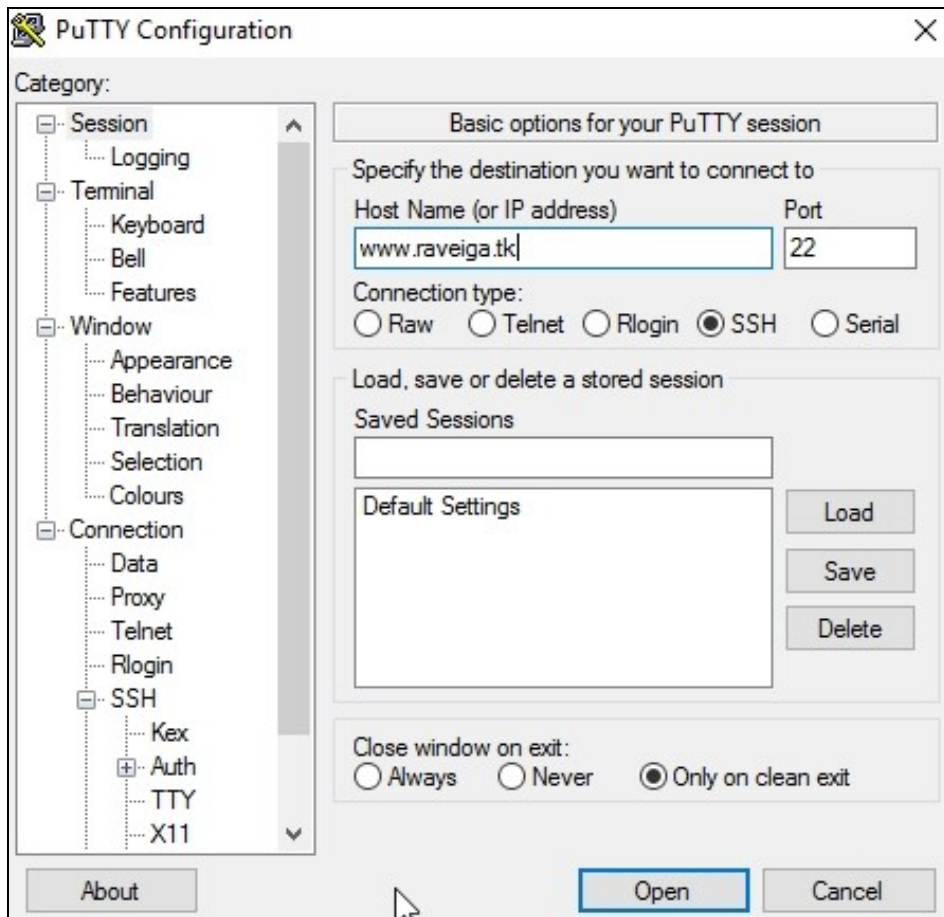 PuTTY Configuration
Category:
Session
Logging
Terminal
Keyboard
Bell
Features
Window
Appearance
Behaviour
Translation
Selection
Colours
Connection
Data
Proxy
Telnet
Rlogin
SSH
Kex
Auth
TTY
X11
Basic options for your PuTTY session
Specify the destination you want to connect to
Host Name (or IP address) Port
www.raveiga.tk 22
Connection type:
Raw Telnet Rlogin SSH Serial
Load, save or delete a stored session
Saved Sessions
Default Settings
Load
Save
Delete
Close window on exit:
Always Never Only on clean exit
About Open Cancel